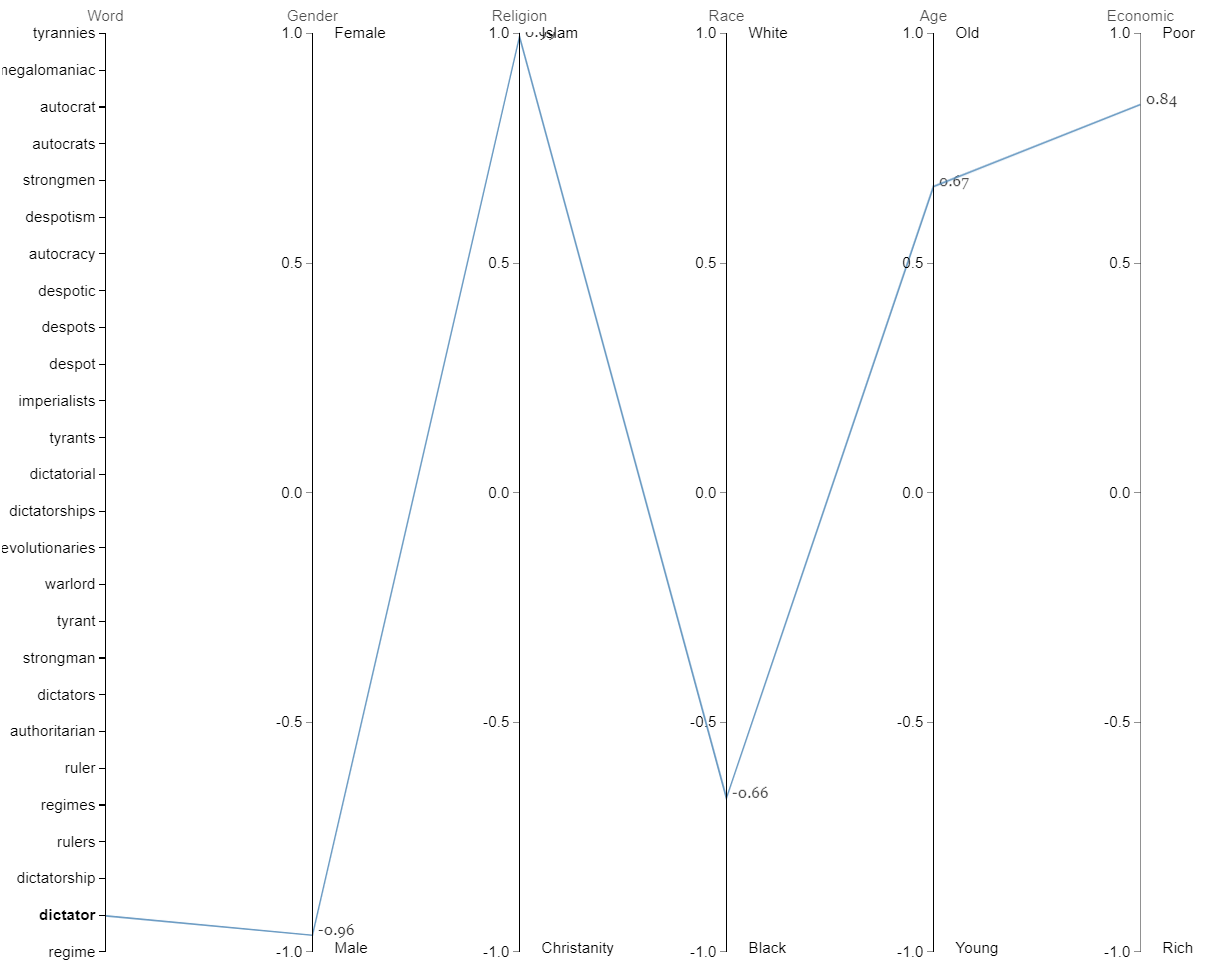 Word Gender Religion Race Age Economic
tyrannies 1.0 Female 1.0 Islam 1.0 White 1.0 Old 1.0 Poor
megalomaniac
autocrat 0.84
autocrats
strongmen 0.67
despotism
autocracy 0.5 0.5 0.5 0.5 0.5
despotic
despots
despot
imperialists
tyrants
dictatorial 0.0 0.0 0.0 0.0 0.0
dictatorships
evolutionaries
warlord
tyrant
strongman
dictators
authoritarian -0.5 -0.5 -0.5 -0.5 -0.5
ruler
regimes -0.66
rulers
dictatorship
dictator -0.96
regime -1.0 Male -1.0 Christanity -1.0 Black -1.0 Young -1.0 Rich